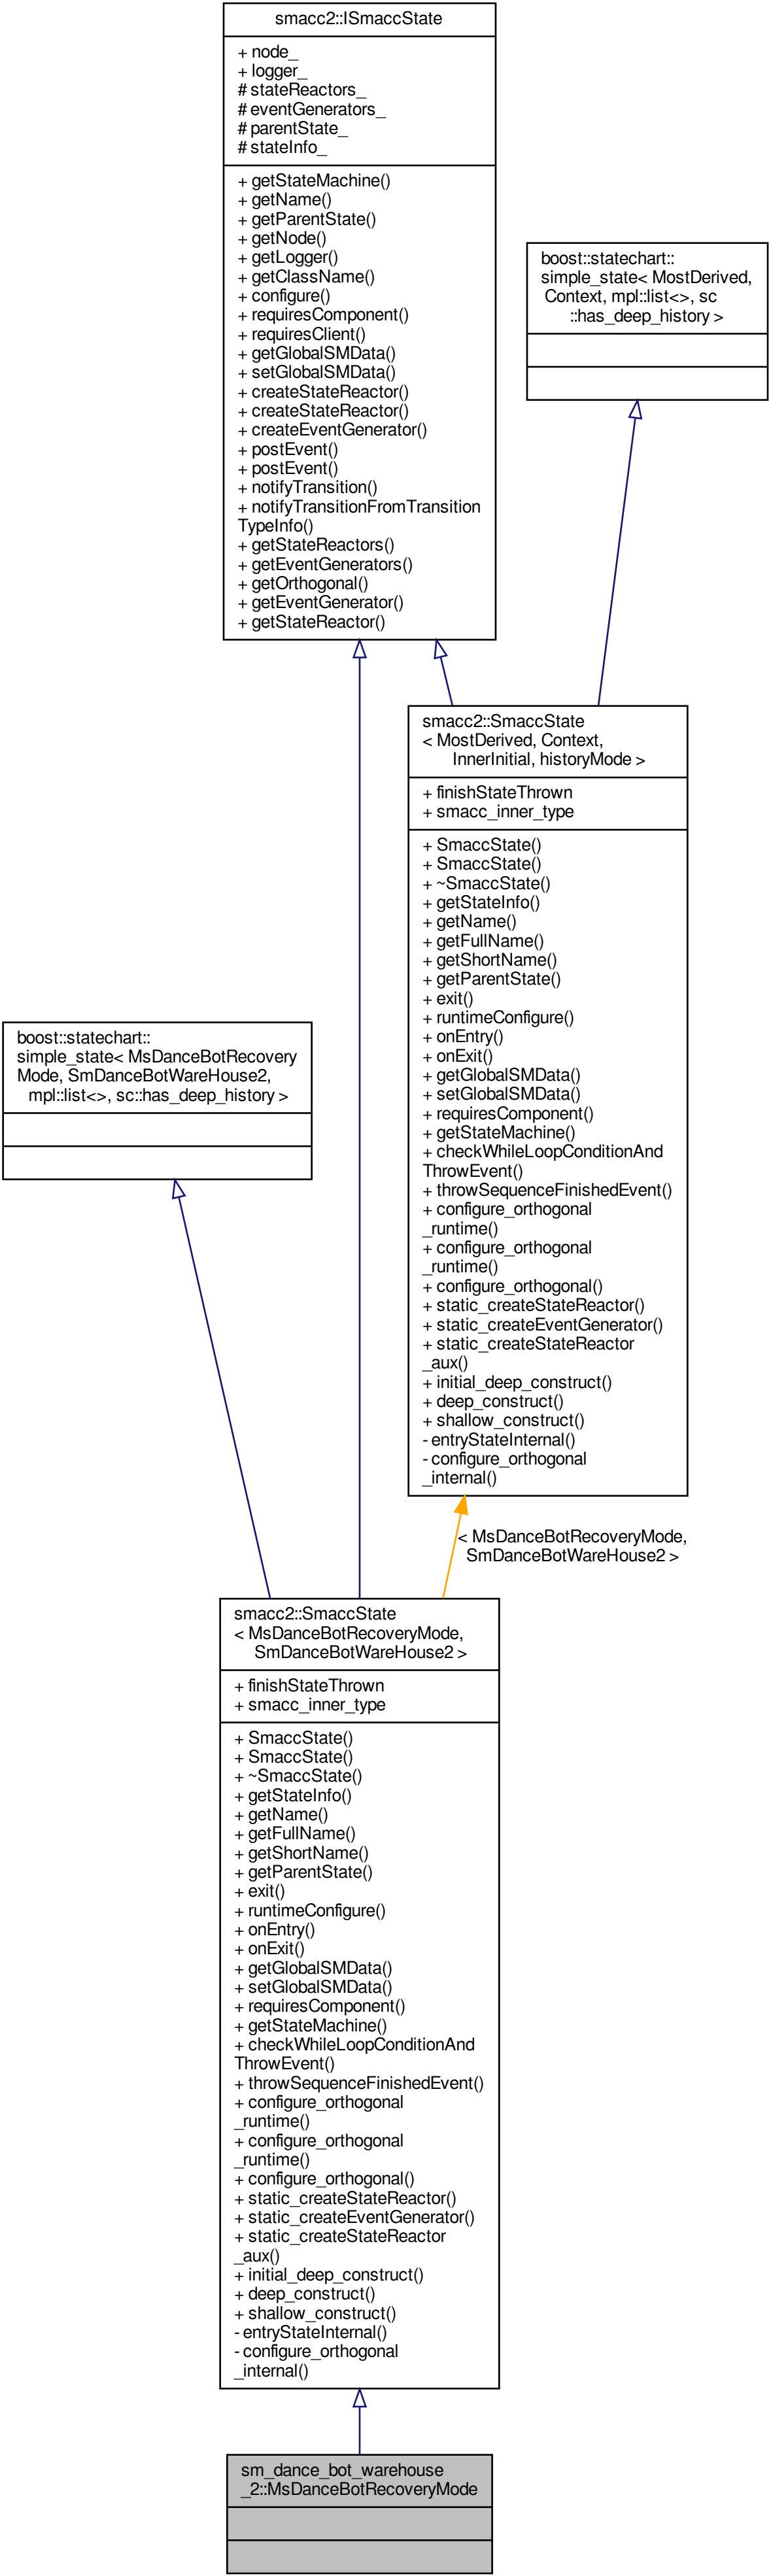 smacc2::ISmaccState
+ node_
+ logger_
# stateReactors_
# eventGenerators_
# parentState_
# stateInfo_
+ getStateMachine()
+ getName()
+ getParentState()
+ getNode()
+ getLogger()
+ getClassName()
+ configure()
+ requiresComponent()
+ requiresClient()
+ getGlobalSMData()
+ setGlobalSMData()
+ createStateReactor()
+ createStateReactor()
+ createEventGenerator()
+ postEvent()
+ postEvent()
+ notifyTransition()
+ notifyTransitionFromTransition
TypeInfo()
+ getStateReactors()
+ getEventGenerators()
+ getOrthogonal()
+ getEventGenerator()
+ getStateReactor()
boost::statechart::
simple_state< MostDerived,
Context, mpl::list<>, sc
::has_deep_history >
smacc2::SmaccState
< MostDerived, Context,
InnerInitial, historyMode >
+ finishStateThrown
+ smacc_inner_type
+ SmaccState()
+ SmaccState()
+ ~SmaccState()
+ getStateInfo()
+ getName()
+ getFullName()
+ getShortName()
+ getParentState()
+ exit()
+ runtimeConfigure()
+ onEntry()
+ onExit()
+ getGlobalSMData()
+ setGlobalSMData()
+ requiresComponent()
+ getStateMachine()
+ checkWhileLoopConditionAnd
ThrowEvent()
+ throwSequenceFinishedEvent()
+ configure_orthogonal
_runtime()
+ configure_orthogonal
_runtime()
+ configure_orthogonal()
+ static_createStateReactor()
+ static_createEventGenerator()
+ static_createStateReactor
_aux()
+ initial_deep_construct()
+ deep_construct()
+ shallow_construct()
- entryStateInternal()
- configure_orthogonal
_internal()
boost::statechart::
simple_state< MsDanceBotRecovery
Mode, SmDanceBotWareHouse2,
mpl::list<>, sc::has_deep_history >
< MsDanceBotRecoveryMode,
SmDanceBotWareHouse2 >
smacc2::SmaccState
< MsDanceBotRecoveryMode,
SmDanceBotWareHouse2 >
+ finishStateThrown
+ smacc_inner_type
+ SmaccState()
+ SmaccState()
+ ~SmaccState()
+ getStateInfo()
+ getName()
+ getFullName()
+ getShortName()
+ getParentState()
+ exit()
+ runtimeConfigure()
+ onEntry()
+ onExit()
+ getGlobalSMData()
+ setGlobalSMData()
+ requiresComponent()
+ getStateMachine()
+ checkWhileLoopConditionAnd
ThrowEvent()
+ throwSequenceFinishedEvent()
+ configure_orthogonal
_runtime()
+ configure_orthogonal
_runtime()
+ configure_orthogonal()
+ static_createStateReactor()
+ static_createEventGenerator()
+ static_createStateReactor
_aux()
+ initial_deep_construct()
+ deep_construct()
+ shallow_construct()
- entryStateInternal()
- configure_orthogonal
_internal()
sm_dance_bot_warehouse
_2::MsDanceBotRecoveryMode